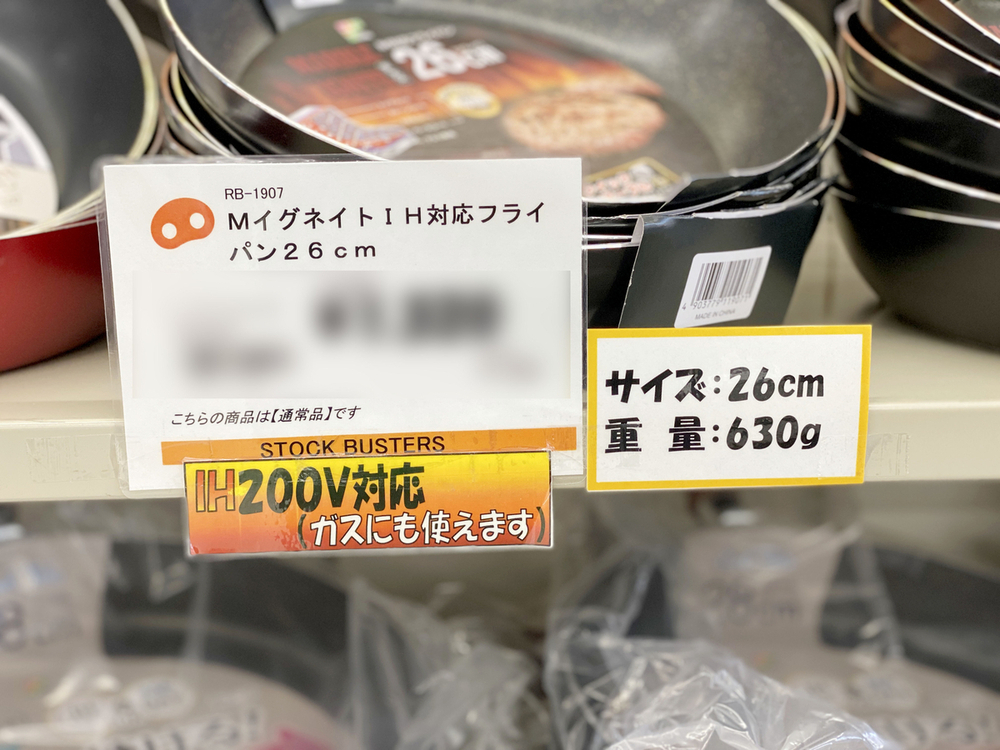 26cm
RB-1907
MイグネイトIH対応フライ
パン26cm
こちらの商品は【通常品】です
STOCK BUSTERS
IH200V対応
(ガスにも使えます)
MADE IN CHINA
サイズ:26cm
重 量:630g